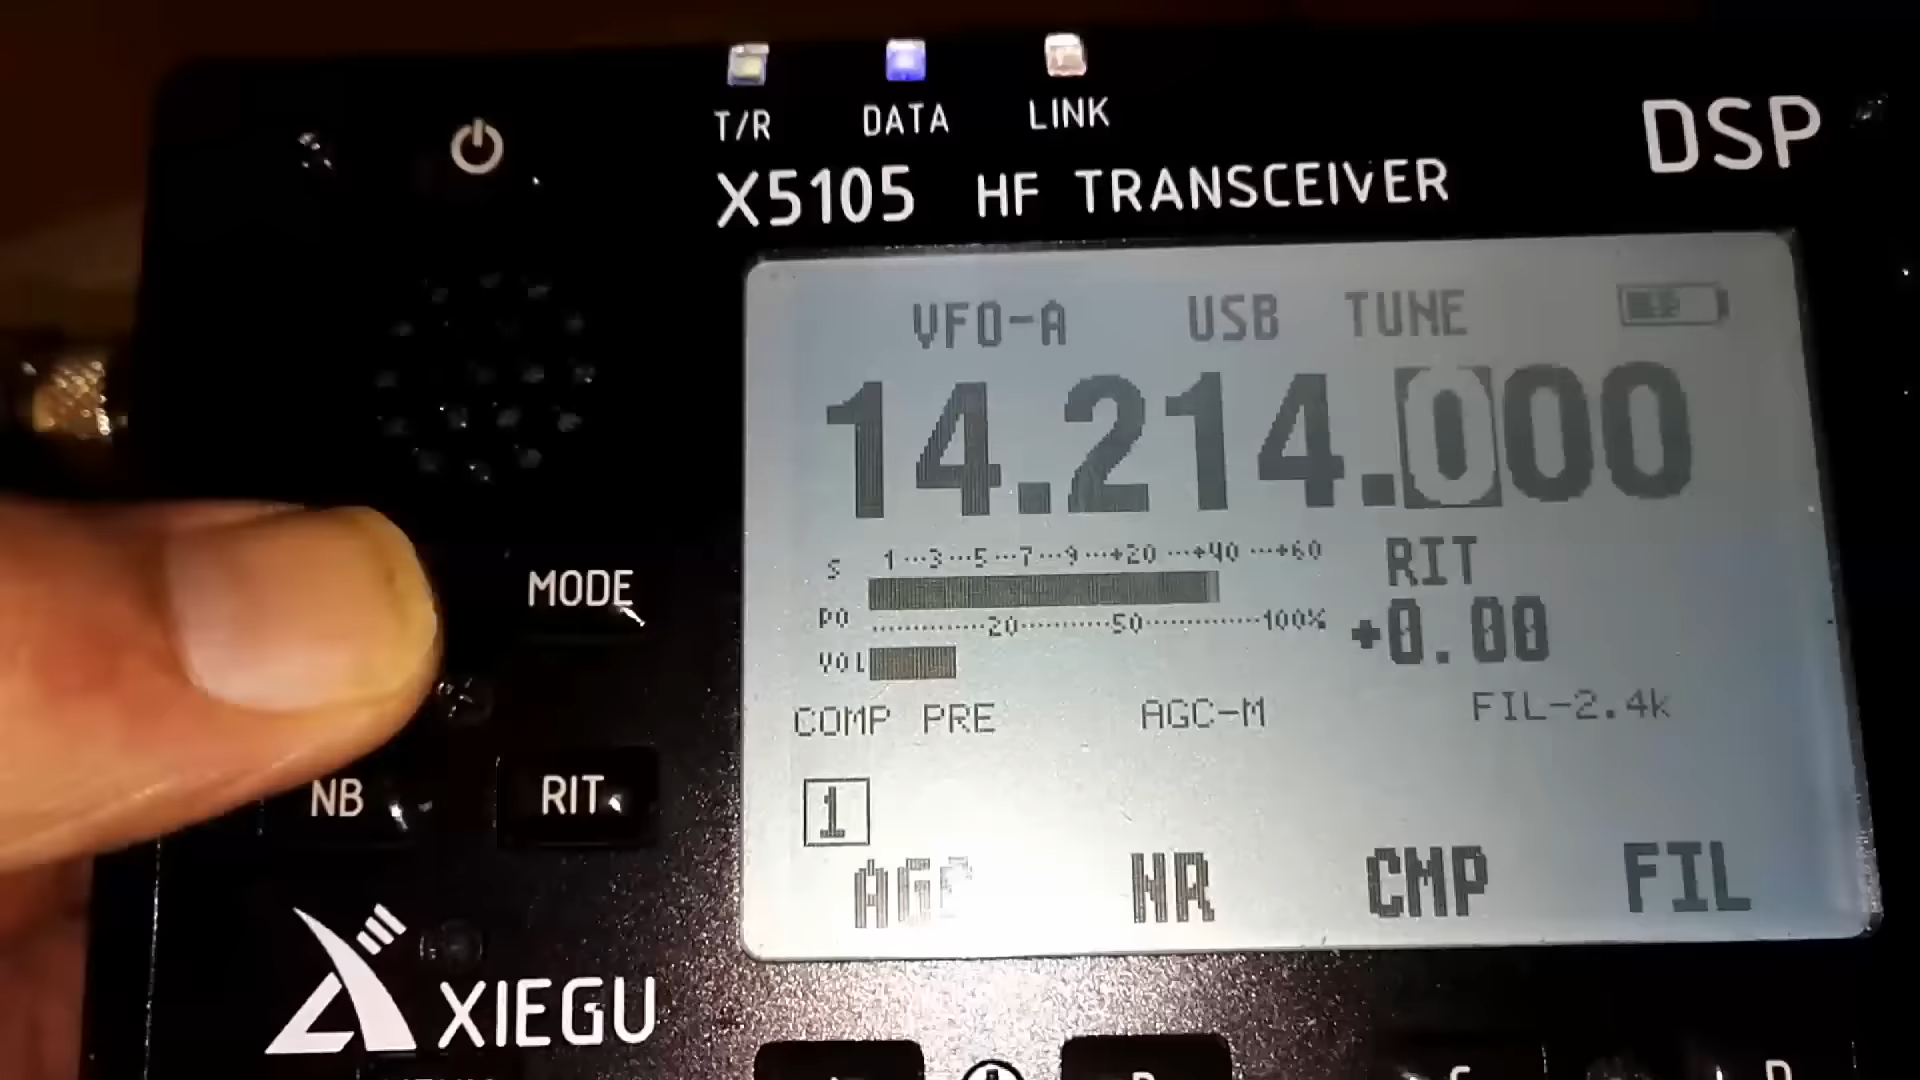 T/R DATA LINK
DSP
X5105 HF TRANSCEIVER
VFO-A USB TUNE
14.214.000
S 1···3···5···7···9···+20···+40···+60
RIT
PO 20 50 100%
+0.00
VOL
COMP PRE AGC-M FIL-2.4k
MODE
NB RIT
1
AGC NR CMP FIL
XIEGU